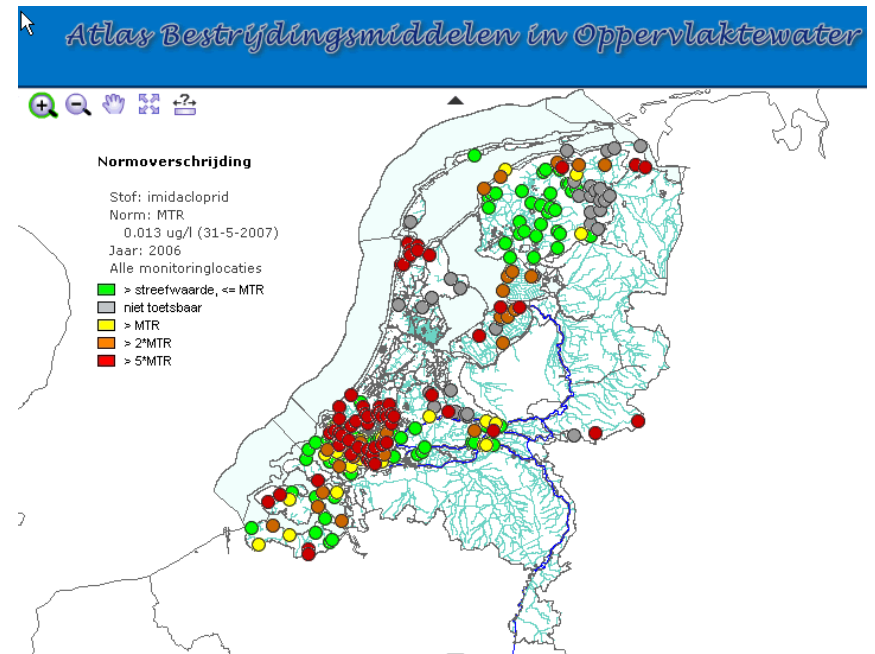 Atlas Bestrijdingsmiddelen in Oppervlaktewater
←?→
Normoverschrijding
Stof: imidacloprid
Norm: MTR
0.013 ug/l (31-5-2007)
Jaar: 2006
Alle monitoringlocaties
> streefwaarde, <= MTR
niet toetsbaar
> MTR
> 2*MTR
> 5*MTR